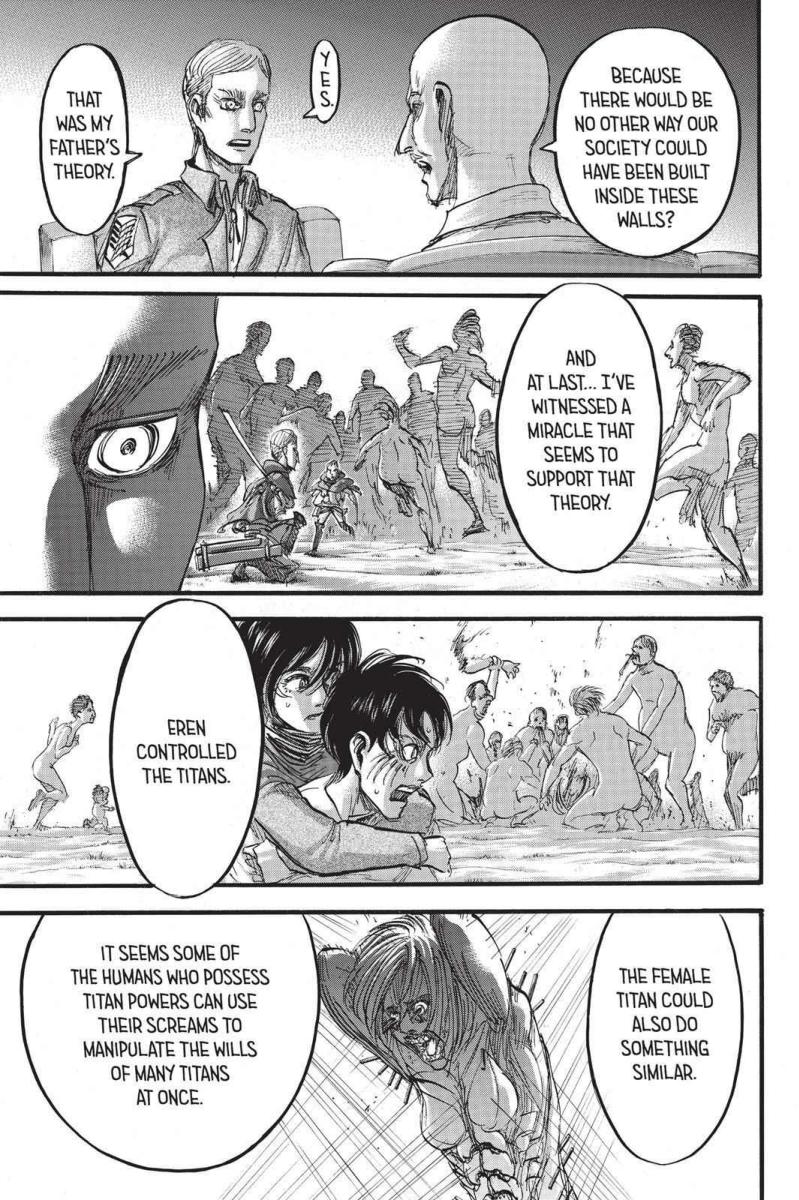 BECAUSE
THERE WOULD BE
NO OTHER WAY OUR
SOCIETY COULD
HAVE BEEN BUILT
INSIDE THESE
WALLS?
YES.
THAT
WAS MY
FATHER'S
THEORY.
AND
AT LAST... I'VE
WITNESSED A
MIRACLE THAT
SEEMS TO
SUPPORT THAT
THEORY.
EREN
CONTROLLED
THE TITANS.
THE FEMALE
TITAN COULD
ALSO DO
SOMETHING
SIMILAR.
IT SEEMS SOME OF
THE HUMANS WHO POSSESS
TITAN POWERS CAN USE
THEIR SCREAMS TO
MANIPULATE THE WILLS
OF MANY TITANS
AT ONCE.